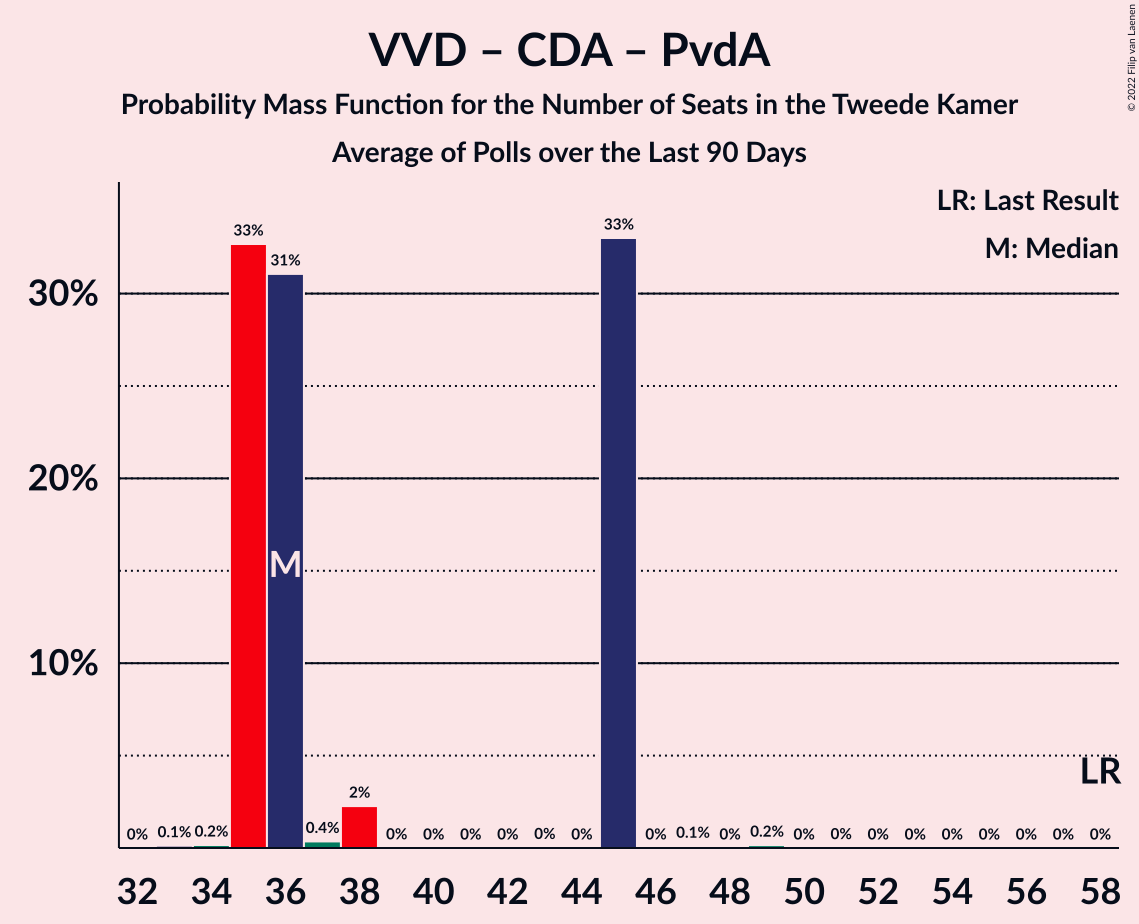 VVD – CDA – PvdA
Probability Mass Function for the Number of Seats in the Tweede Kamer
Average of Polls over the Last 90 Days
© 2022 Filip van Laenen
LR: Last Result
M: Median
30%
20%
10%
0% 0.1% 0.2% 33% 31% 0.4% 2% 0% 0% 0% 0% 0% 0% 33% 0% 0.1% 0% 0.2% 0% 0% 0% 0% 0% 0% 0% 0% 0%
M
LR
32 34 36 38 40 42 44 46 48 50 52 54 56 58